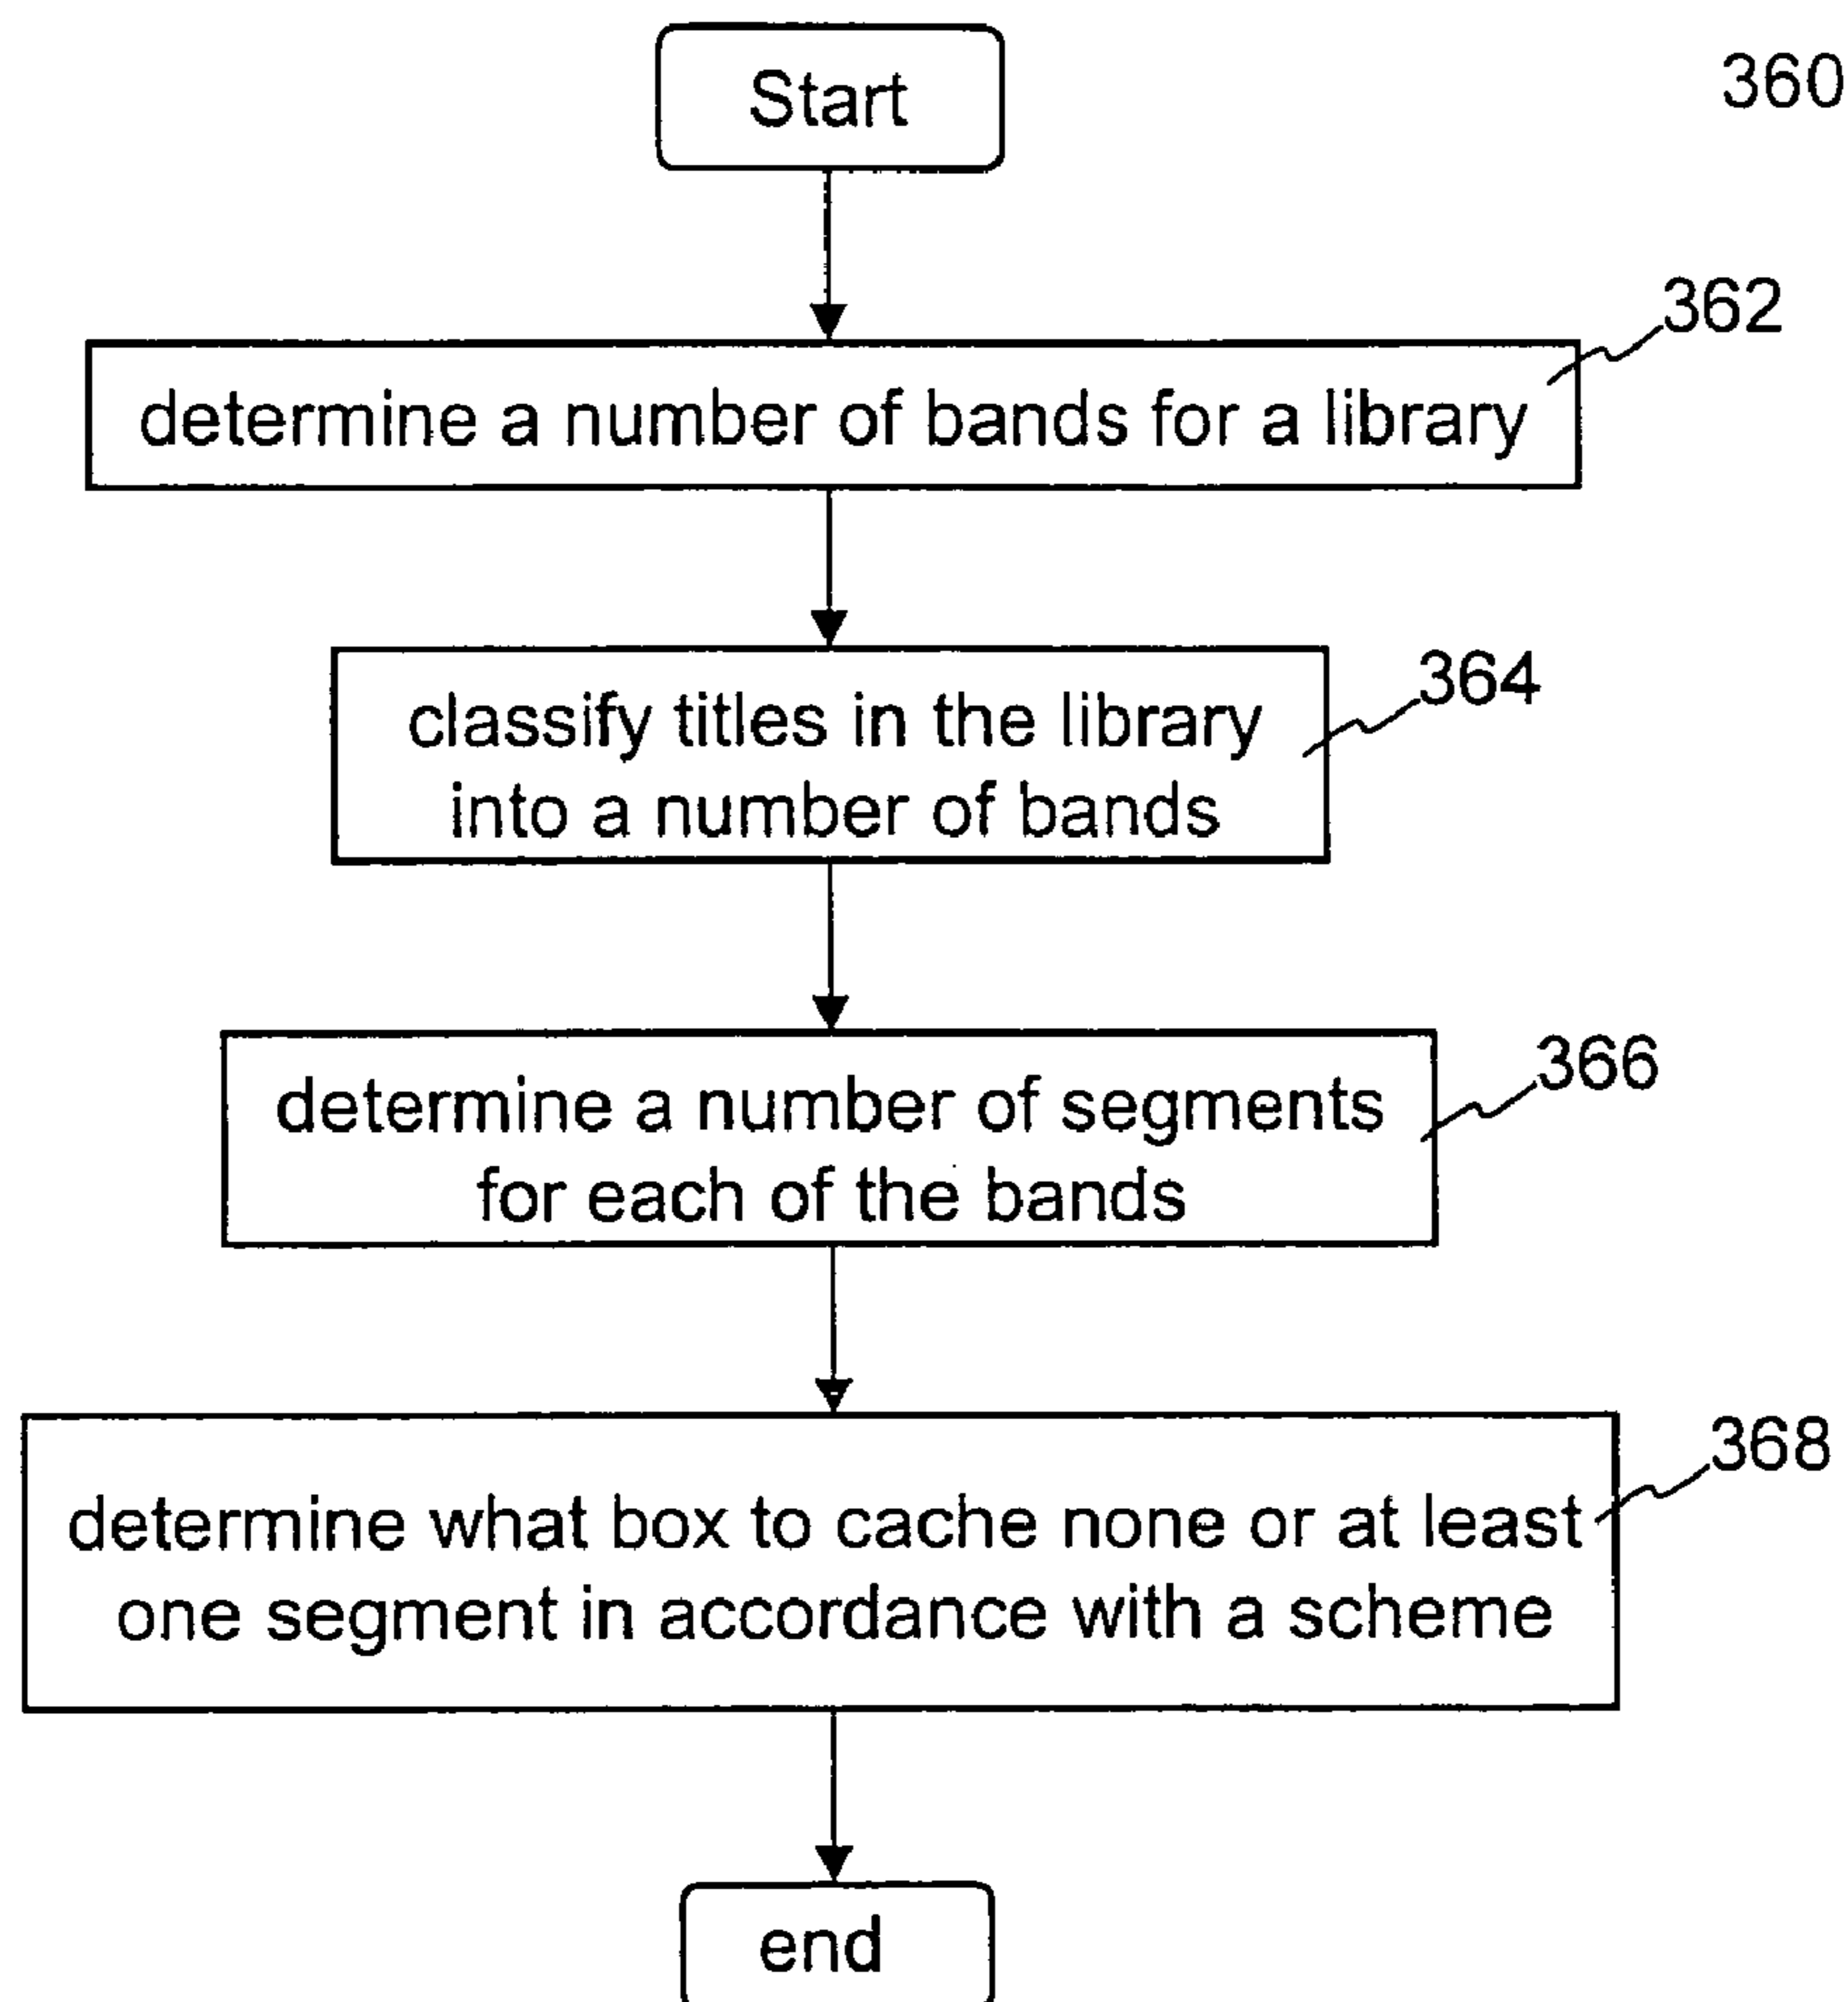 Start
360
362
determine a number of bands for a library
364
classify titles in the library
into a number of bands
366
determine a number of segments
for each of the bands
368
determine what box to cache none or at least
one segment in accordance with a scheme
end